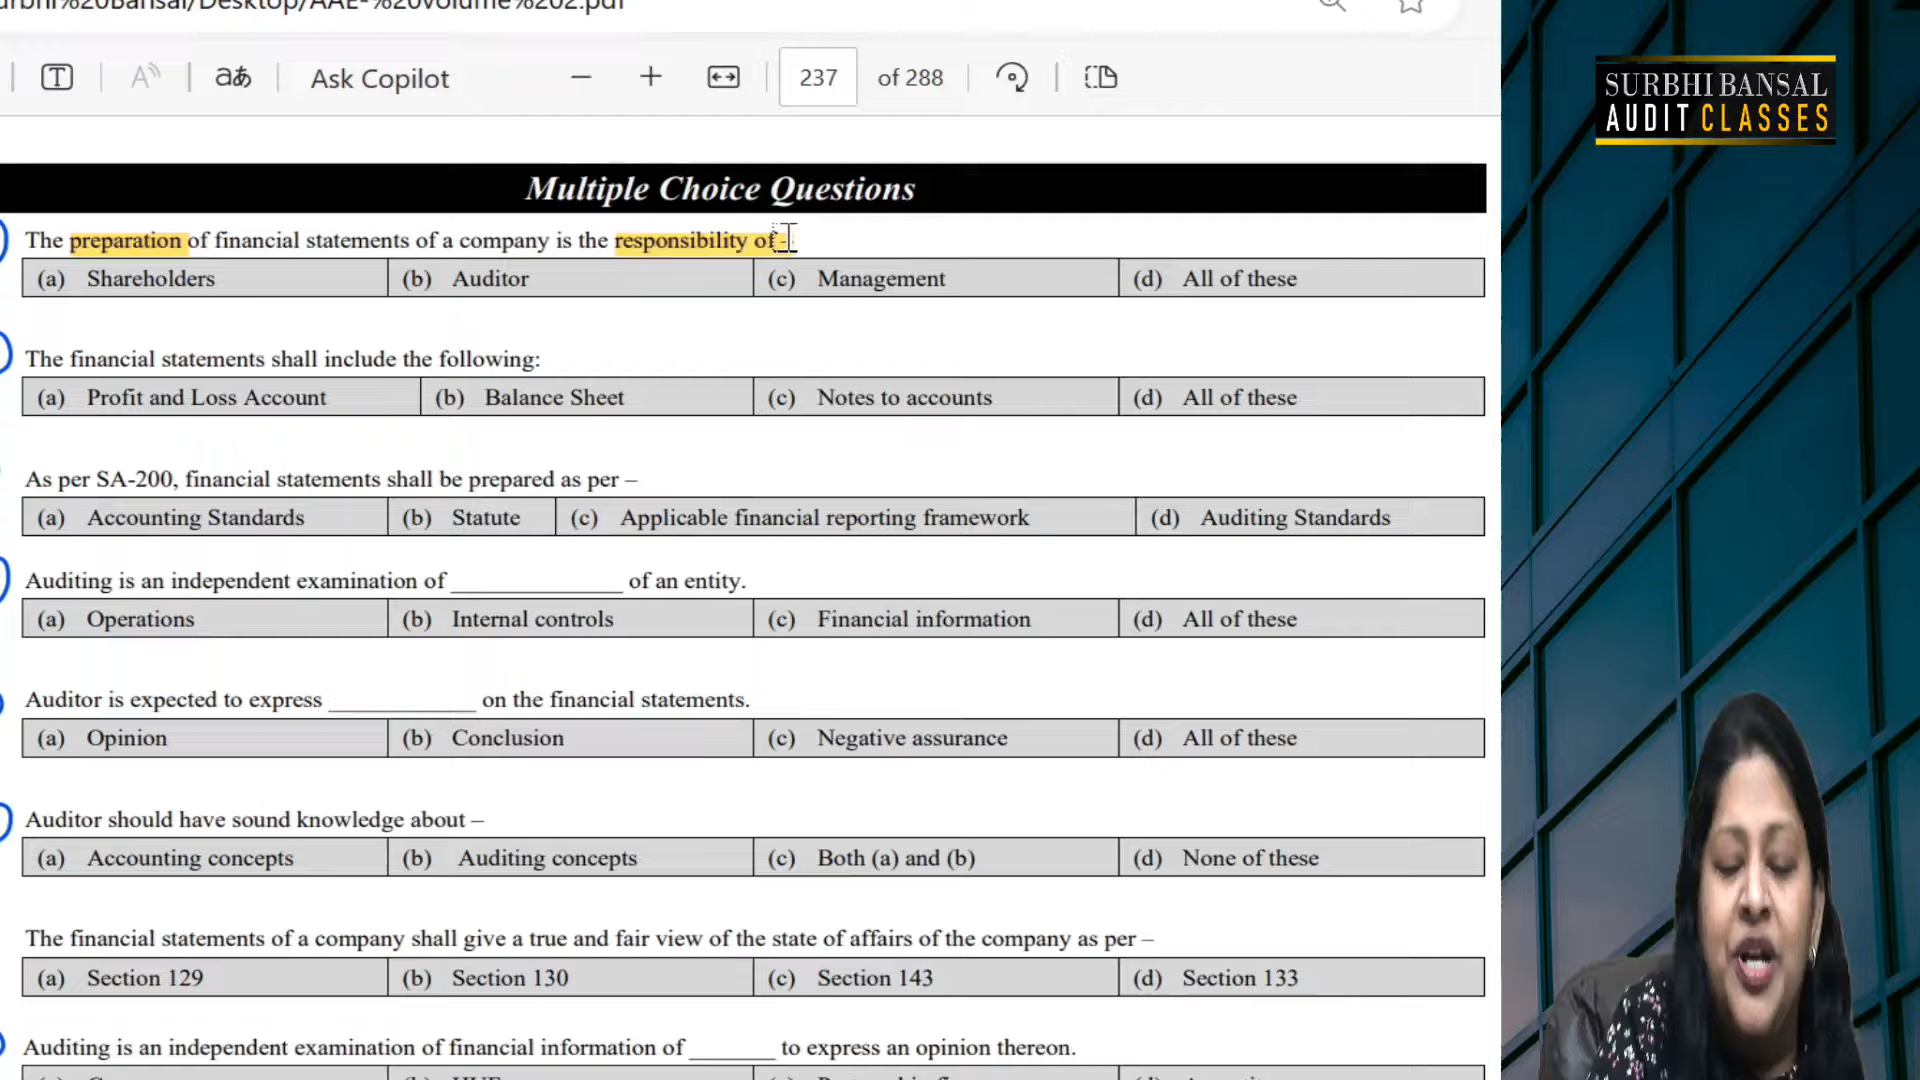 Desktop/AAE-%20Volume%202.pdf
Ask Copilot
237 of 288
SURBHI BANSAL
AUDIT CLASSES
Multiple Choice Questions
The preparation of financial statements of a company is the responsibility of –
(a) Shareholders (b) Auditor (c) Management (d) All of these
The financial statements shall include the following:
(a) Profit and Loss Account (b) Balance Sheet (c) Notes to accounts (d) All of these
As per SA-200, financial statements shall be prepared as per –
(a) Accounting Standards (b) Statute (c) Applicable financial reporting framework (d) Auditing Standards
Auditing is an independent examination of ______________ of an entity.
(a) Operations (b) Internal controls (c) Financial information (d) All of these
Auditor is expected to express ____________ on the financial statements.
(a) Opinion (b) Conclusion (c) Negative assurance (d) All of these
Auditor should have sound knowledge about –
(a) Accounting concepts (b) Auditing concepts (c) Both (a) and (b) (d) None of these
The financial statements of a company shall give a true and fair view of the state of affairs of the company as per –
(a) Section 129 (b) Section 130 (c) Section 143 (d) Section 133
Auditing is an independent examination of financial information of _______ to express an opinion thereon.